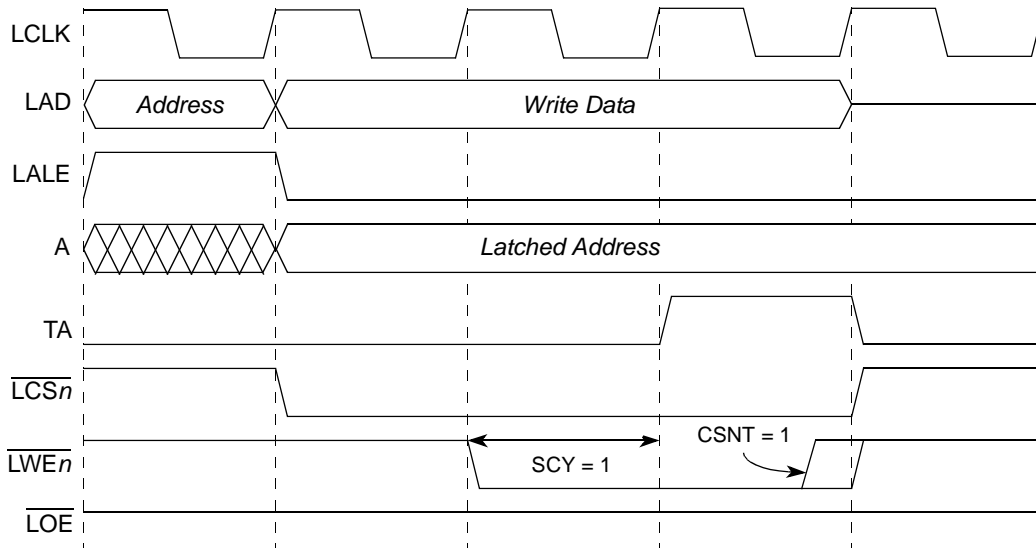 LCLK
LAD Address Write Data
LALE
A Latched Address
TA
LCSn
LWEn SCY = 1 CSNT = 1
LOE